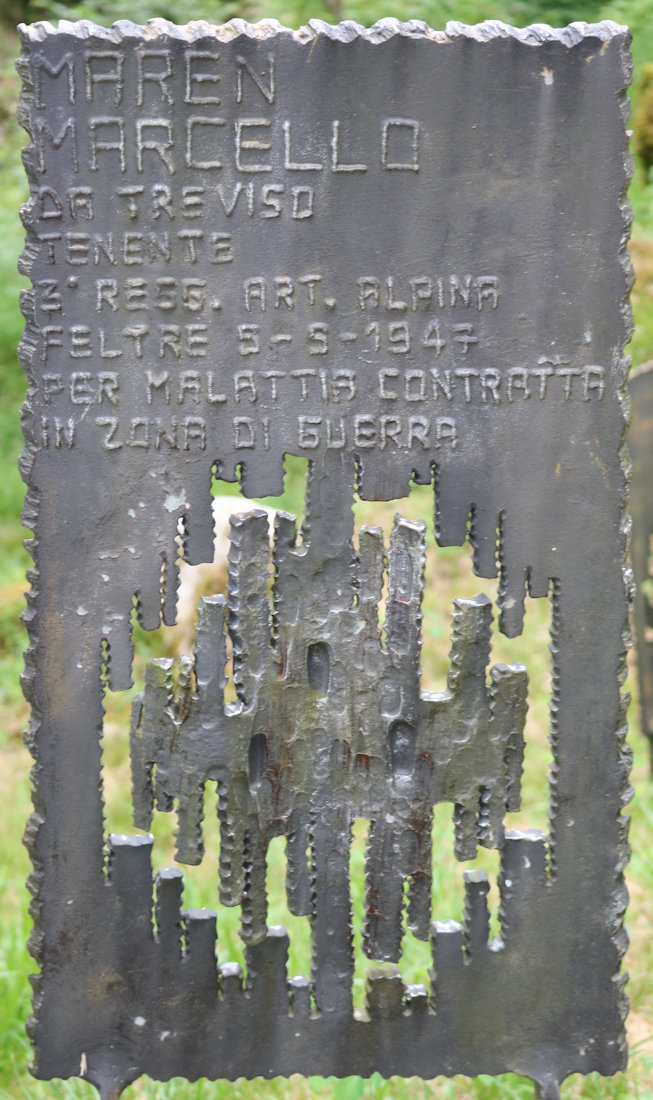 MAREN
MARCELLO
DA TREVISO
TENENTE
3° REGG. ART. ALPINA
FELTRE 5-9-1947
PER MALATTIA CONTRATTA
IN ZONA DI GUERRA